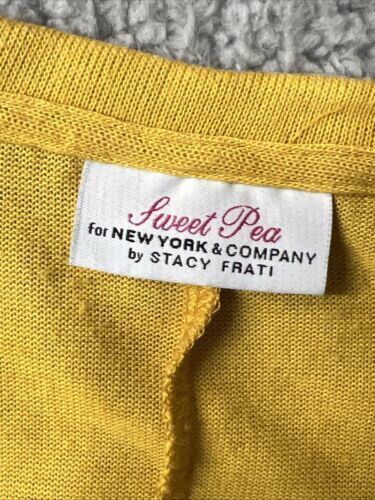 Sweet Pea
for NEW YORK & COMPANY
by STACY FRATI